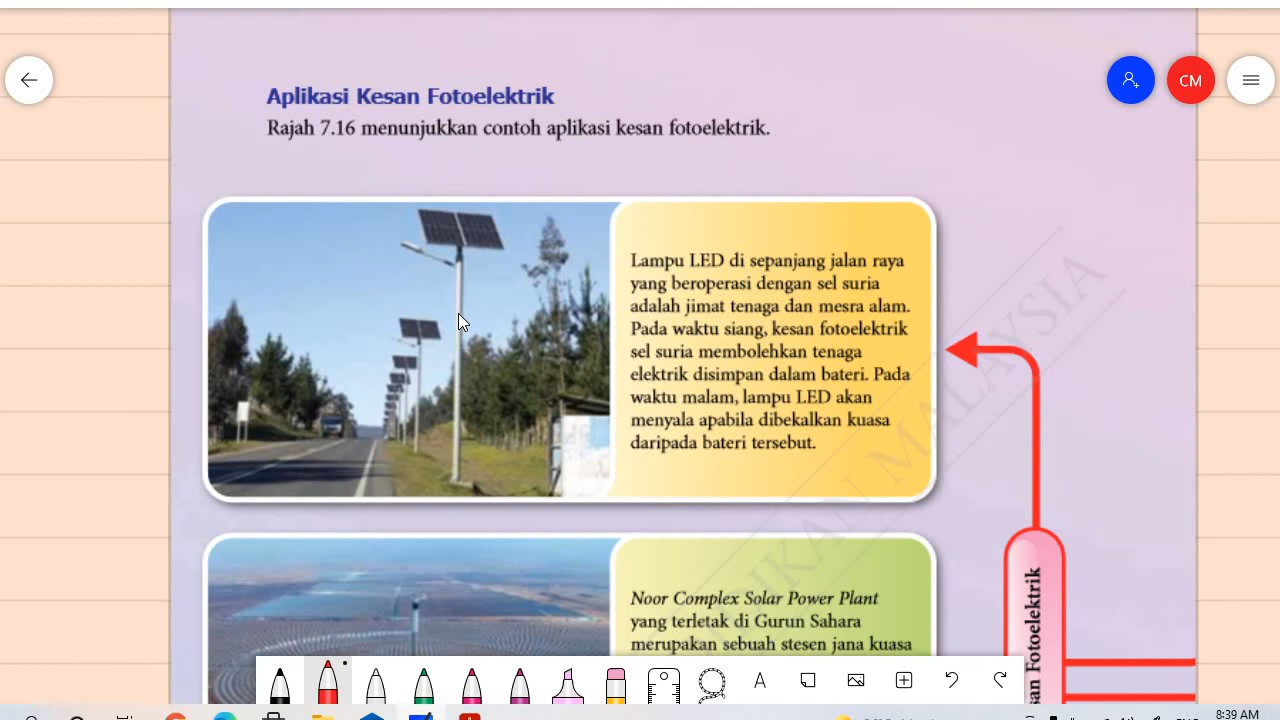 Aplikasi Kesan Fotoelektrik
Rajah 7.16 menunjukkan contoh aplikasi kesan fotoelektrik.
CM
Lampu LED di sepanjang jalan raya
yang beroperasi dengan sel suria
adalah jimat tenaga dan mesra alam.
Pada waktu siang, kesan fotoelektrik
sel suria membolehkan tenaga
elektrik disimpan dalam bateri. Pada
waktu malam, lampu LED akan
menyala apabila dibekalkan kuasa
daripada bateri tersebut.
Noor Complex Solar Power Plant
yang terletak di Gurun Sahara
merupakan sebuah stesen jana kuasa
Fotoelektrik
MALAYSIA
A
8:39 AM